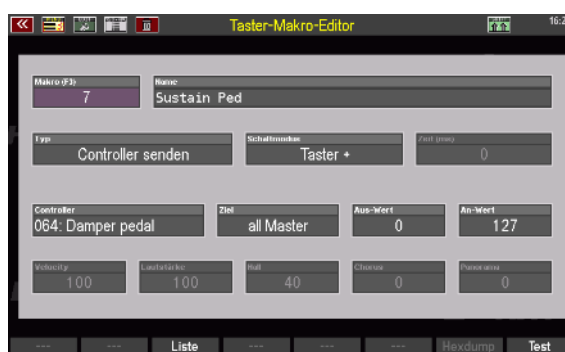 Taster-Makro-Editor
16:2
Makro (F3)
7
Name
Sustain Ped
Typ
Controller senden
Schaltmodus
Taster +
Zeit (ms)
0
Controller
064: Damper pedal
Ziel
all Master
Aus-Wert
0
An-Wert
127
Velocity
100
Lautstärke
100
Hall
40
Chorus
0
Panorama
0
--- --- Liste --- --- --- Hexdump Test